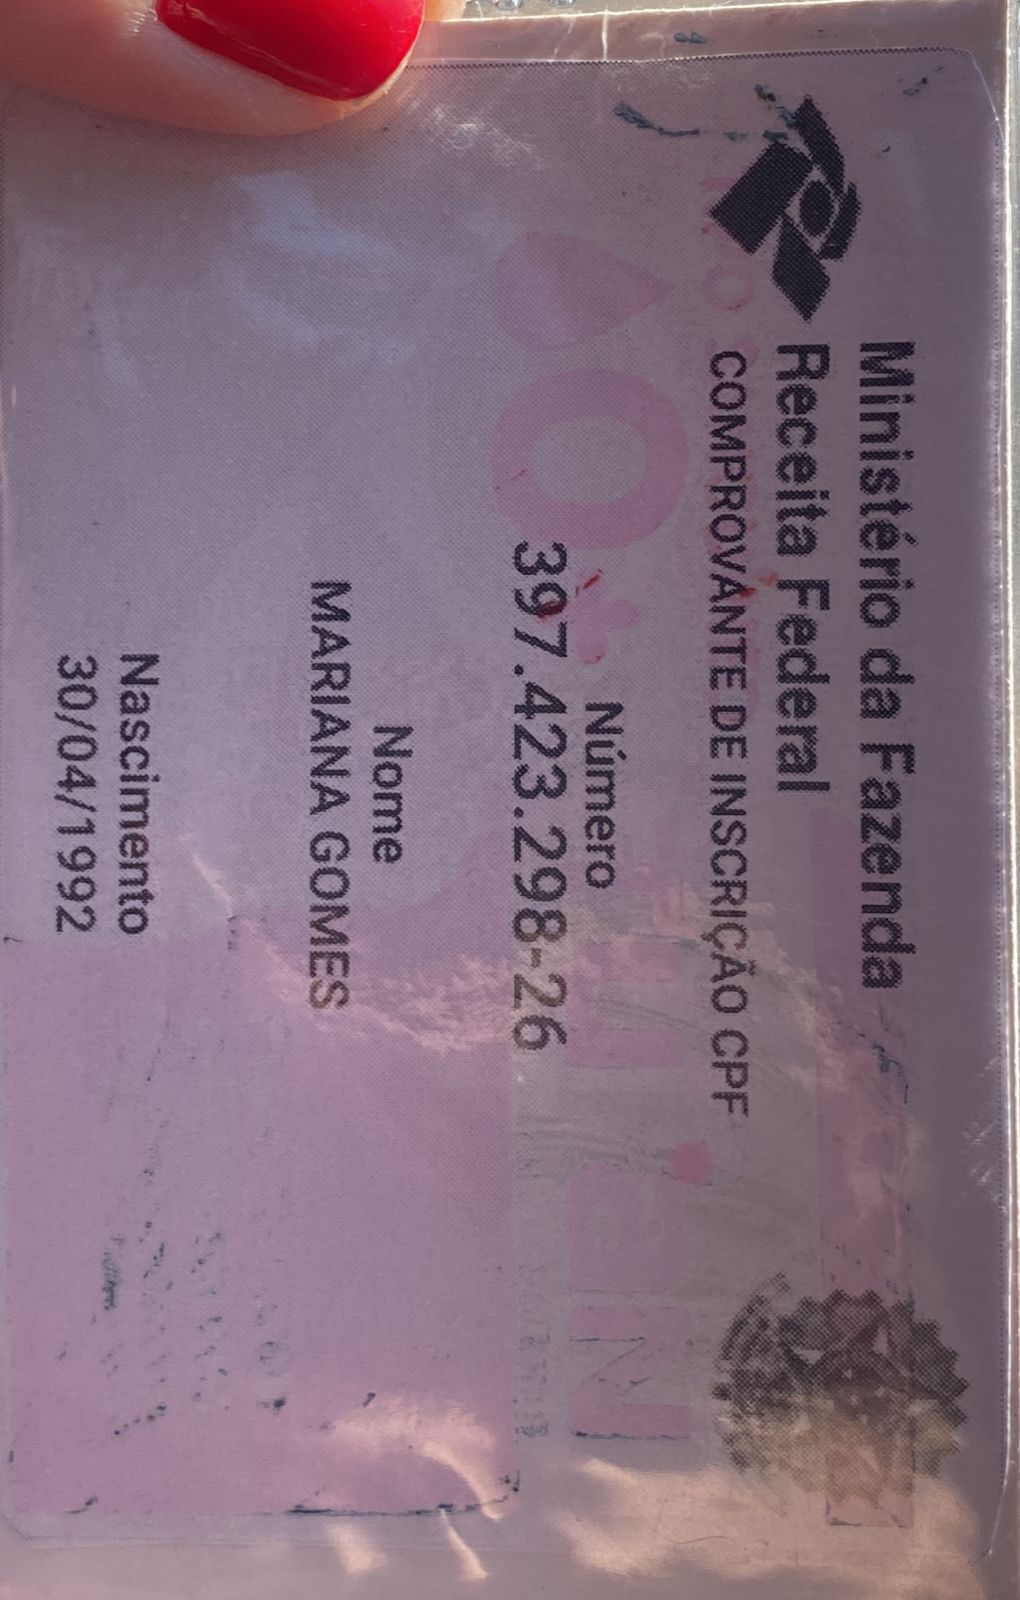 Ministério da Fazenda
Receita Federal
COMPROVANTE DE INSCRIÇÃO CPF
Número
397.423.298-26
Nome
MARIANA GOMES
Nascimento
30/04/1992